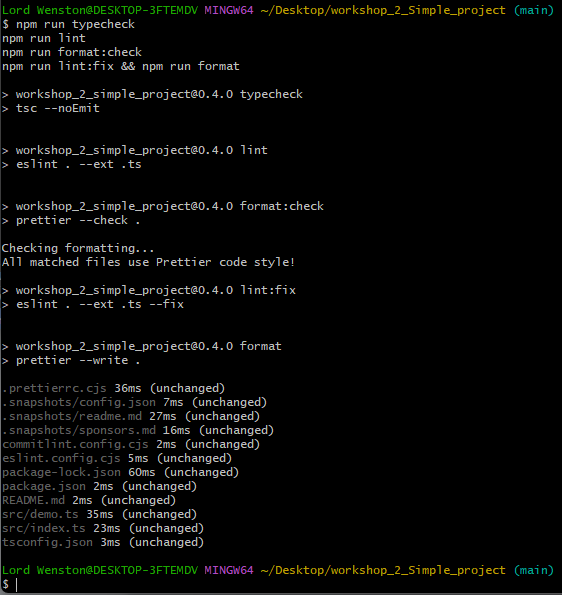 Lord Wenston@DESKTOP-3FTEMDV MINGW64 ~/Desktop/workshop_2_Simple_project (main)
$ npm run typecheck
npm run lint
npm run format:check
npm run lint:fix && npm run format
> workshop_2_simple_project@0.4.0 typecheck
> tsc --noEmit
> workshop_2_simple_project@0.4.0 lint
> eslint . --ext .ts
> workshop_2_simple_project@0.4.0 format:check
> prettier --check .
Checking formatting...
All matched files use Prettier code style!
> workshop_2_simple_project@0.4.0 lint:fix
> eslint . --ext .ts --fix
> workshop_2_simple_project@0.4.0 format
> prettier --write .
.prettierrc.cjs 36ms (unchanged)
.snapshots/config.json 7ms (unchanged)
.snapshots/readme.md 27ms (unchanged)
.snapshots/sponsors.md 16ms (unchanged)
commitlint.config.cjs 2ms (unchanged)
eslint.config.cjs 5ms (unchanged)
package-lock.json 60ms (unchanged)
package.json 2ms (unchanged)
README.md 2ms (unchanged)
src/demo.ts 35ms (unchanged)
src/index.ts 23ms (unchanged)
tsconfig.json 3ms (unchanged)
Lord Wenston@DESKTOP-3FTEMDV MINGW64 ~/Desktop/workshop_2_Simple_project (main)
$